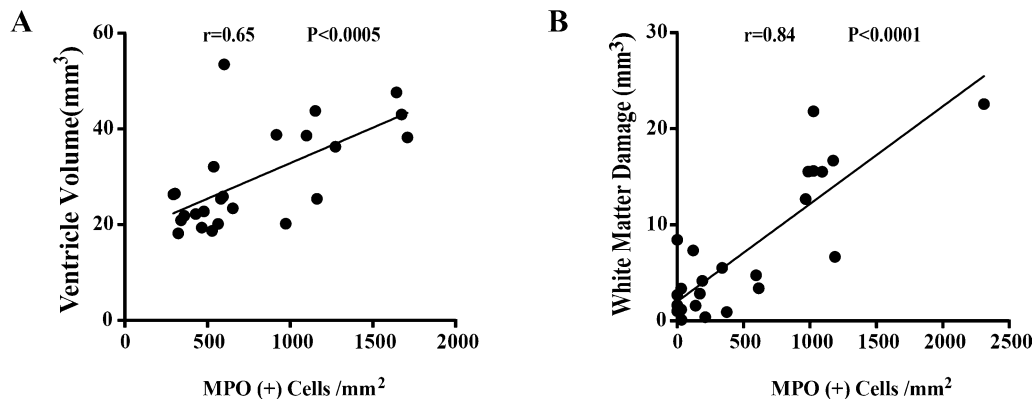 A
r=0.65 P<0.0005
Ventricle Volume(mm3)
60
40
20
0
0 500 1000 1500 2000
MPO (+) Cells /mm2
B
r=0.84 P<0.0001
White Matter Damage (mm-3)
30
20
10
0
0 500 1000 1500 2000 2500
MPO (+) Cells /mm2